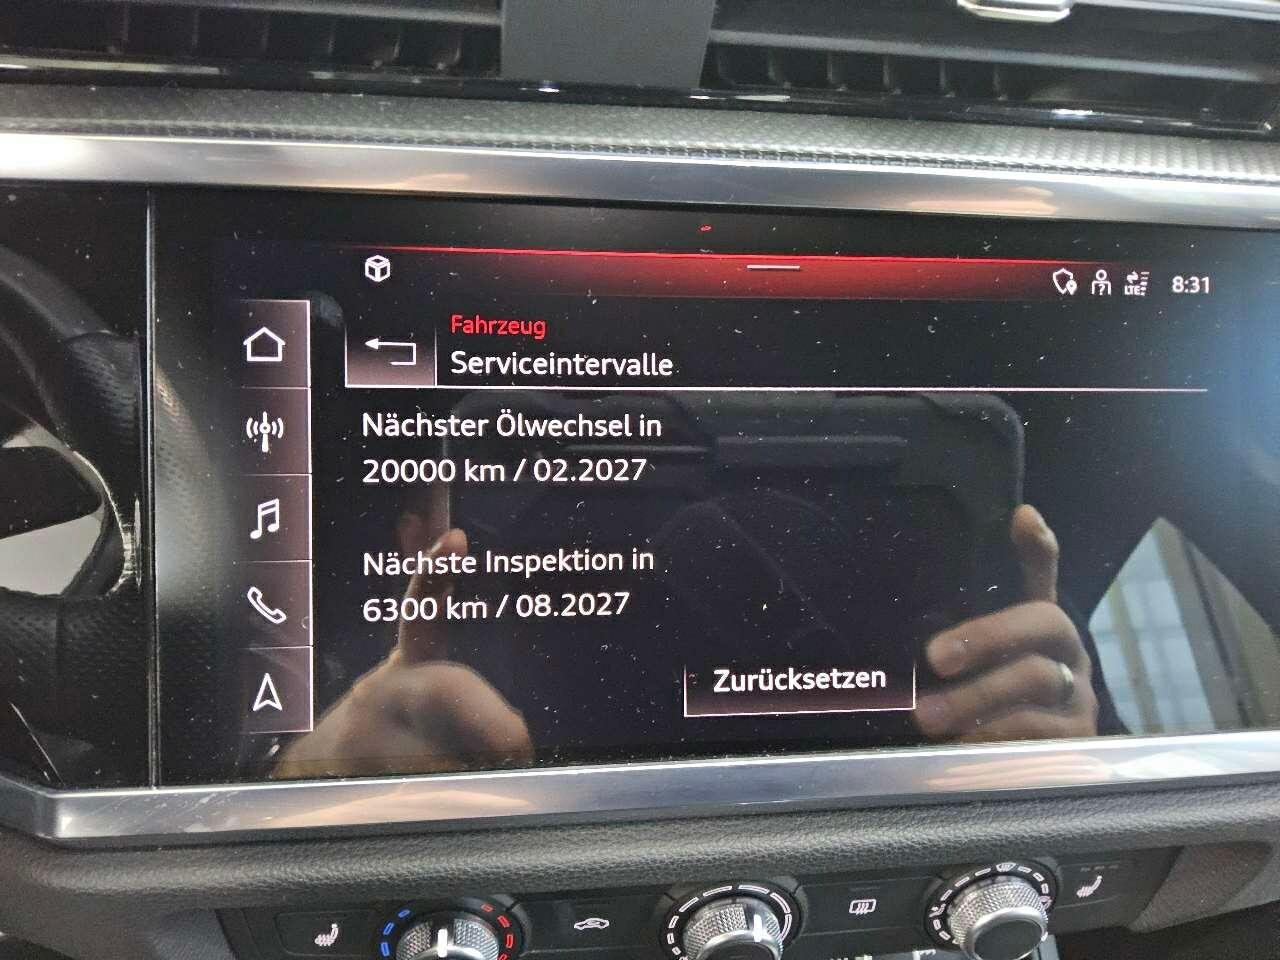 LTE
8:31
Fahrzeug
Serviceintervalle
Nächster Ölwechsel in
20000 km / 02.2027
Nächste Inspektion in
6300 km / 08.2027
Zurücksetzen